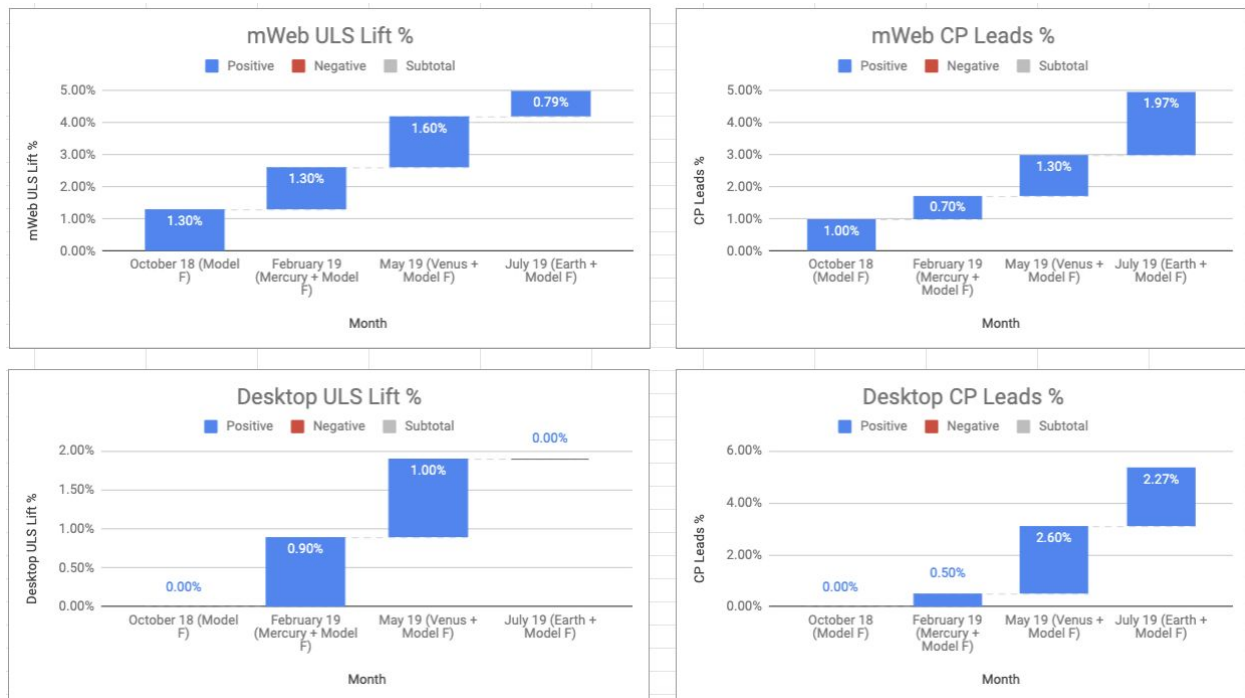 mWeb ULS Lift %
Positive Negative Subtotal
mWeb ULS Lift %
5.00%
4.00%
3.00%
2.00%
1.00%
0.00%
1.30%
1.30%
1.60%
0.79%
October 18 (Model
F)
February 19
(Mercury + Model
F)
May 19 (Venus +
Model F)
July 19 (Earth +
Model F)
Month
mWeb CP Leads %
Positive Negative Subtotal
CP Leads %
5.00%
4.00%
3.00%
2.00%
1.00%
0.00%
1.00%
0.70%
1.30%
1.97%
October 18
(Model F)
February 19
(Mercury +
Model F)
May 19 (Venus +
Model F)
July 19 (Earth +
Model F)
Month
Desktop ULS Lift %
Positive Negative Subtotal
Desktop ULS Lift %
2.00%
1.50%
1.00%
0.50%
0.00%
0.00%
0.90%
1.00%
0.00%
October 18 (Model
F)
February 19
(Mercury + Model
F)
May 19 (Venus +
Model F)
July 19 (Earth +
Model F)
Month
Desktop CP Leads %
Positive Negative Subtotal
CP Leads %
6.00%
4.00%
2.00%
0.00%
0.00%
0.50%
2.60%
2.27%
October 18
(Model F)
February 19
(Mercury +
Model F)
May 19 (Venus +
Model F)
July 19 (Earth +
Model F)
Month